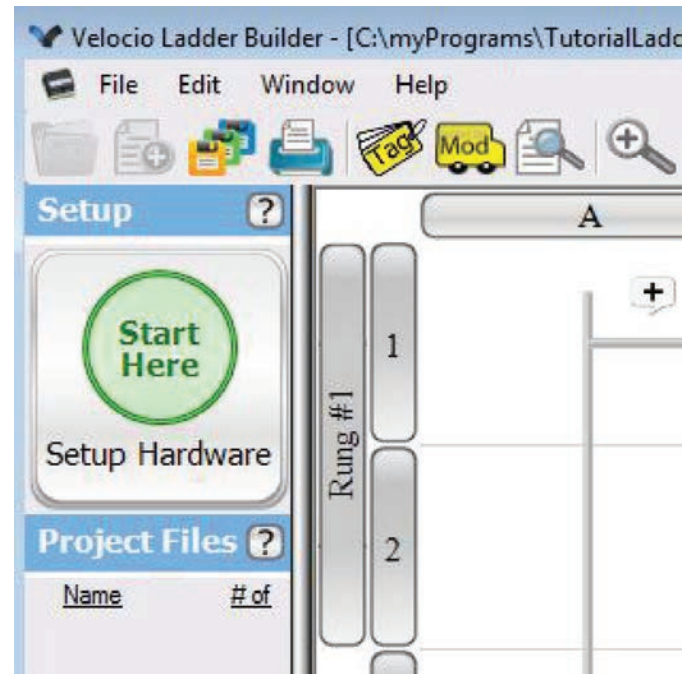 Velocio Ladder Builder - [C:\myPrograms\TutorialLadd
File Edit Window Help
Tag Mod
Setup ?
A
Start
Here
Setup Hardware
Rung #1
1
2
Project Files ?
Name # of